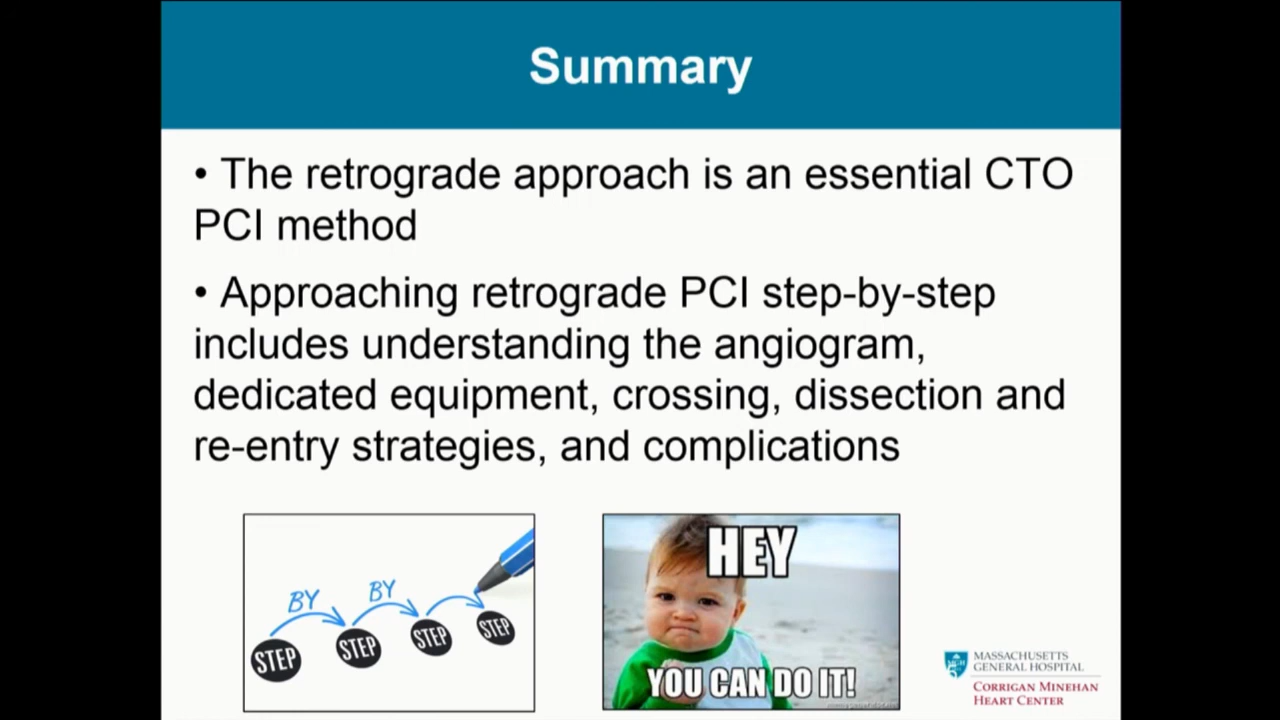 Summary
• The retrograde approach is an essential CTO
PCI method
• Approaching retrograde PCI step-by-step
includes understanding the angiogram,
dedicated equipment, crossing, dissection and
re-entry strategies, and complications
BY BY
STEP STEP STEP STEP
HEY
YOU CAN DO IT!
MASSACHUSETTS
GENERAL HOSPITAL
CORRIGAN MINEHAN
HEART CENTER